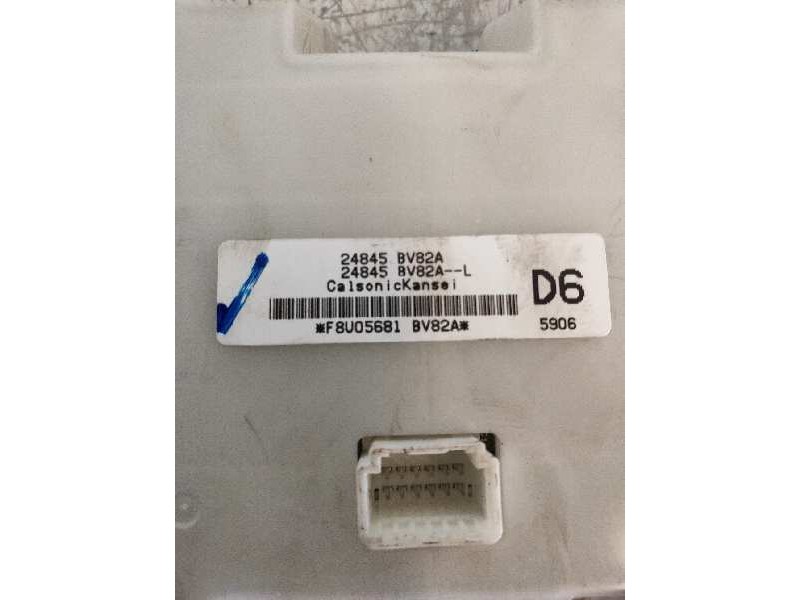 24845 BV82A
24845 BV82A--L
CalsonicKansei
*F8U05681 BV82A*
D6
5906